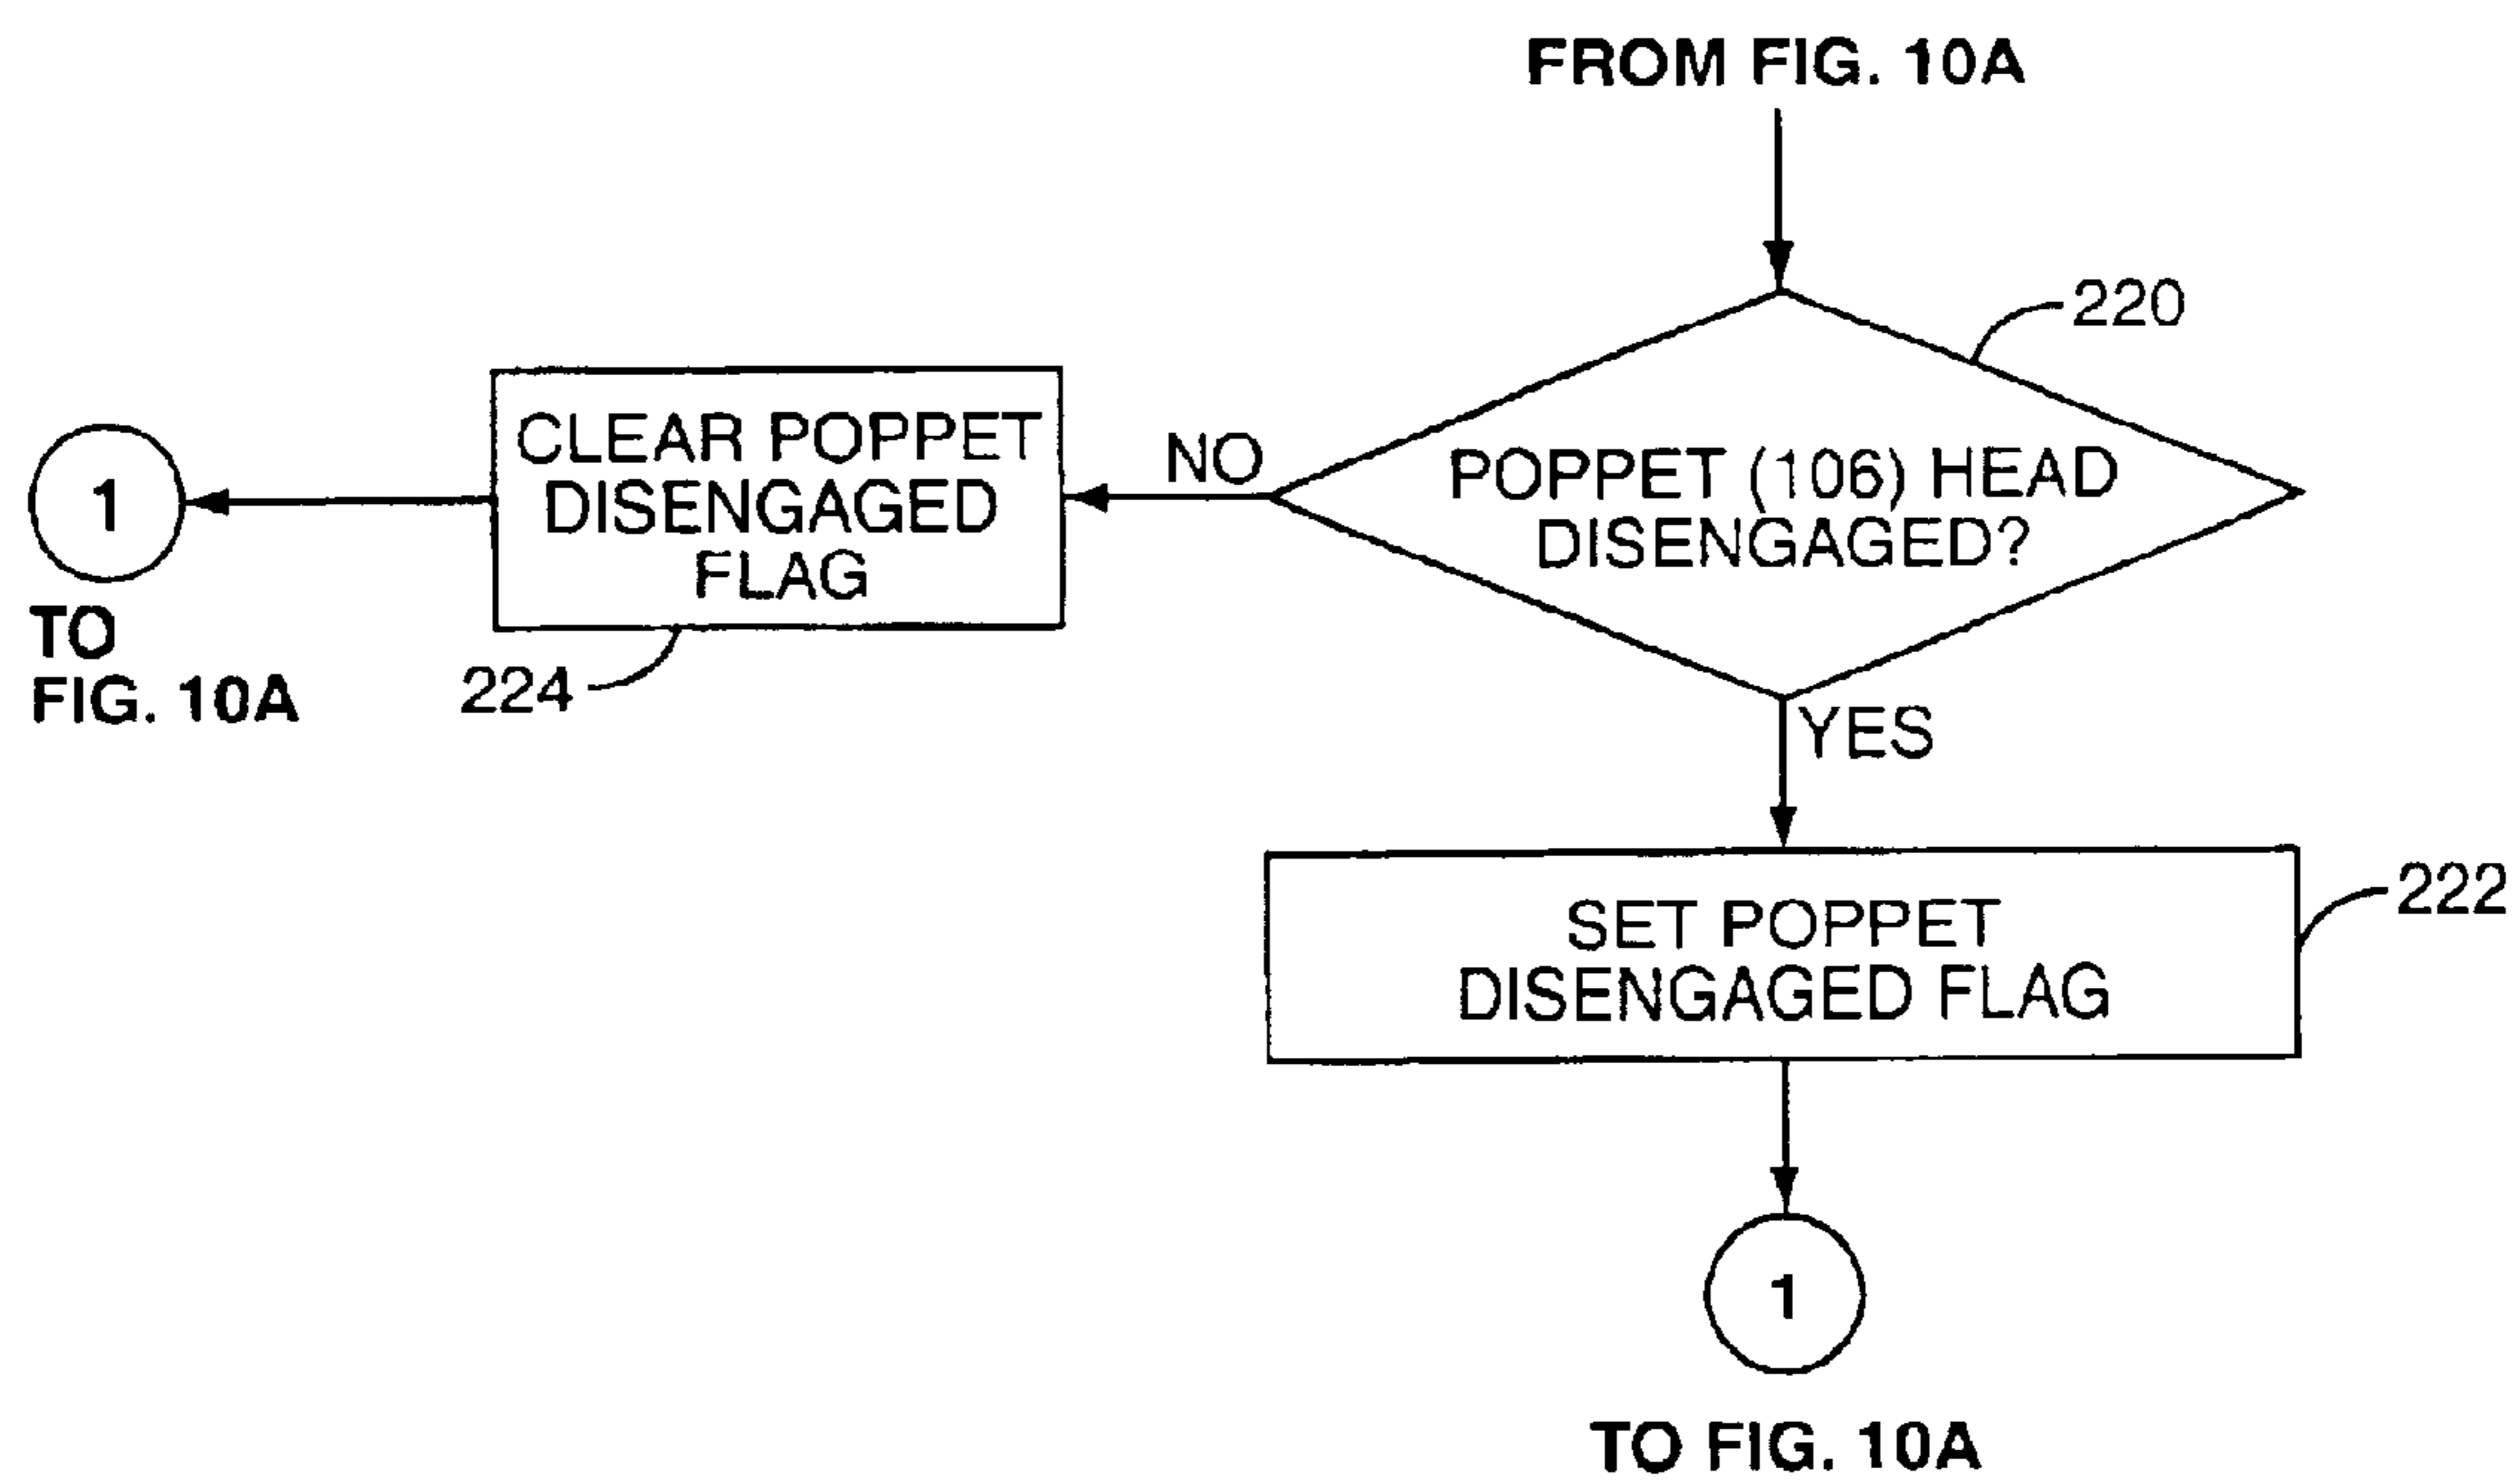 FROM FIG. 10A
220
POPPET (106) HEAD
DISENGAGED?
NO
CLEAR POPPET
DISENGAGED
FLAG
224
1
TO
FIG. 10A
YES
SET POPPET
DISENGAGED FLAG
222
1
TO FIG. 10A